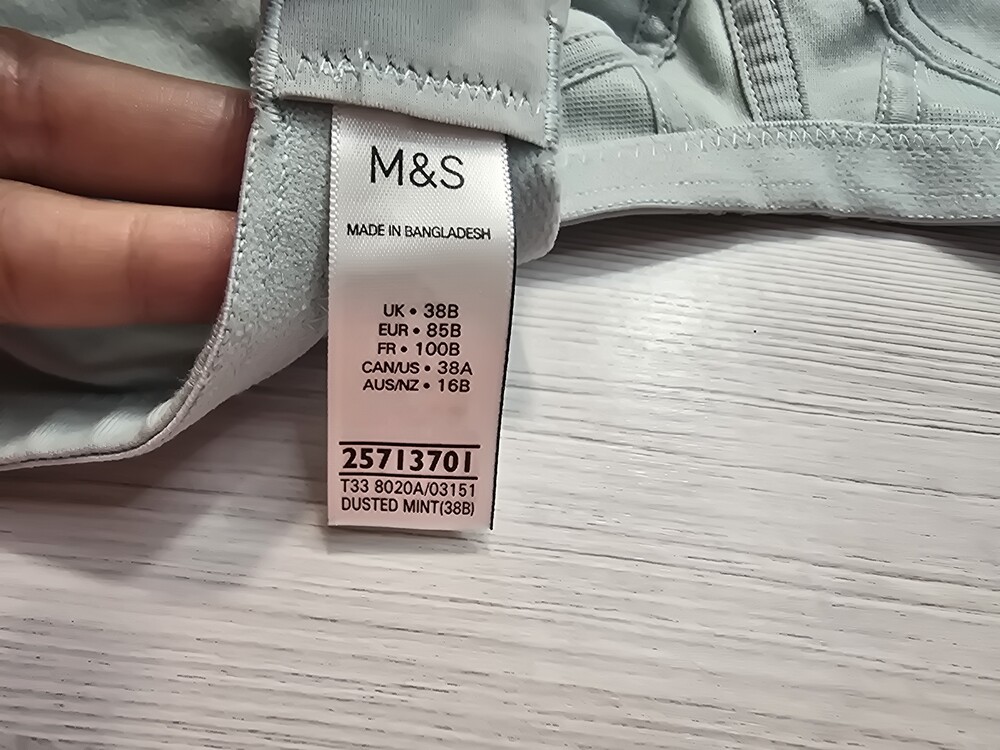 M&S
MADE IN BANGLADESH
UK • 38B
EUR • 85B
FR • 100B
CAN/US • 38A
AUS/NZ • 16B
25713701
T33 8020A/03151
DUSTED MINT(38B)